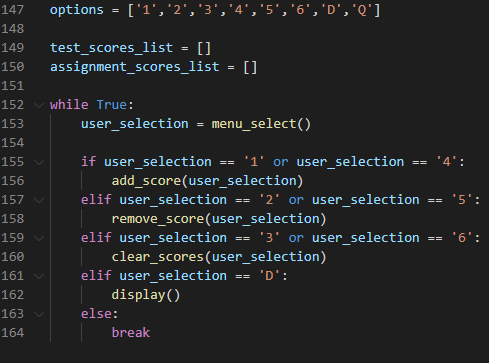 147 options = ['1','2','3','4','5','6','D','Q']
148
149 test_scores_list = []
150 assignment_scores_list = []
151
152 while True:
153     user_selection = menu_select()
154
155     if user_selection == '1' or user_selection == '4':
156         add_score(user_selection)
157     elif user_selection == '2' or user_selection == '5':
158         remove_score(user_selection)
159     elif user_selection == '3' or user_selection == '6':
160         clear_scores(user_selection)
161     elif user_selection == 'D':
162         display()
163     else:
164         break